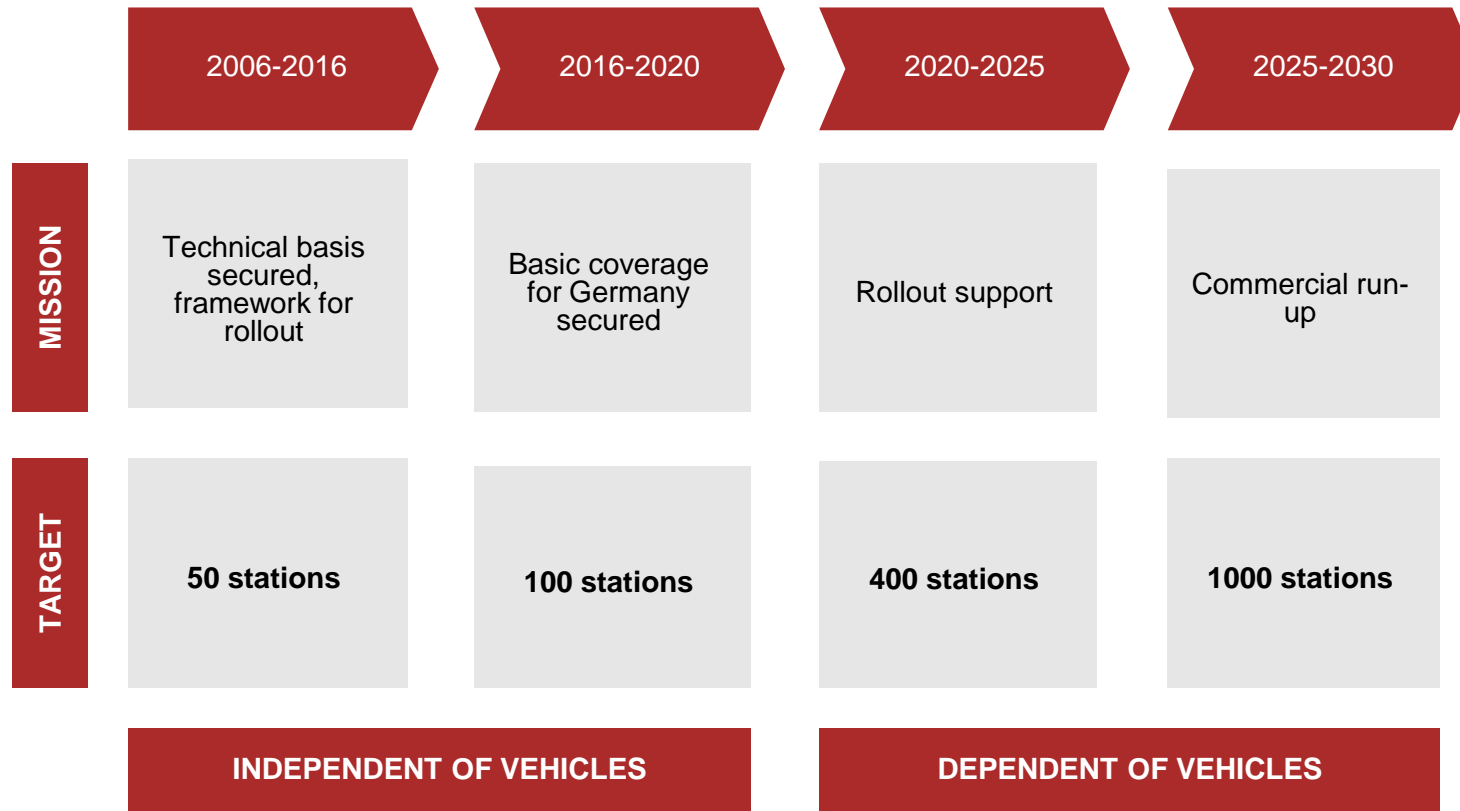 2006-2016
2016-2020
2020-2025
2025-2030
MISSION
Technical basis
secured,
framework for
rollout
Basic coverage
for Germany
secured
Rollout support
Commercial run-
up
TARGET
50 stations
100 stations
400 stations
1000 stations
INDEPENDENT OF VEHICLES
DEPENDENT OF VEHICLES